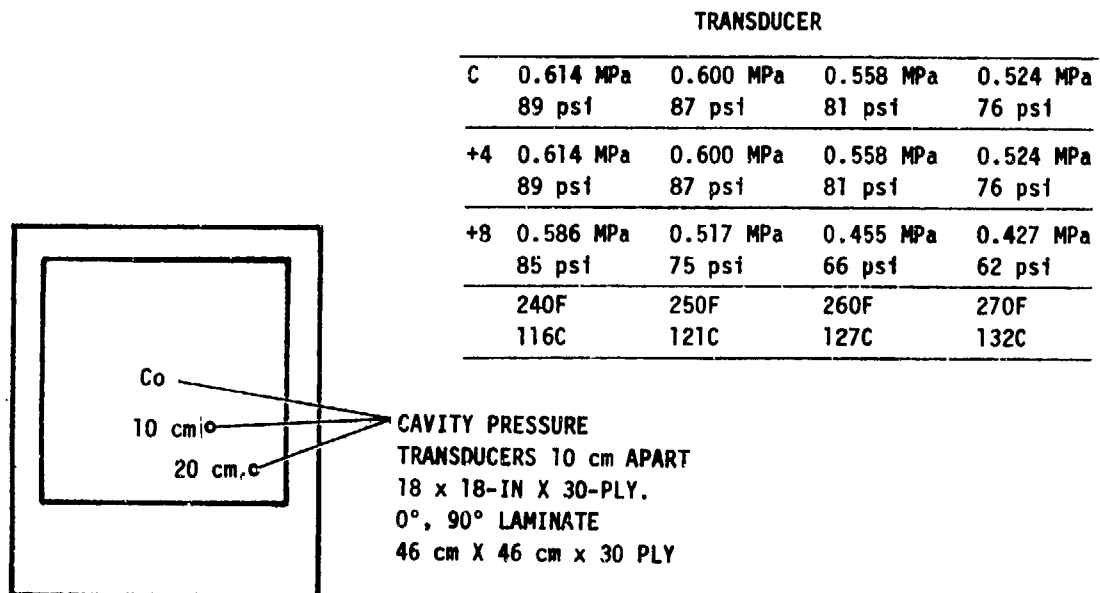 TRANSDUCER
C 0.614 MPa 0.600 MPa 0.558 MPa 0.524 MPa
89 psi 87 psi 81 psi 76 psi
+4 0.614 MPa 0.600 MPa 0.558 MPa 0.524 MPa
89 psi 87 psi 81 psi 76 psi
+8 0.586 MPa 0.517 MPa 0.455 MPa 0.427 MPa
85 psi 75 psi 66 psi 62 psi
240F 250F 260F 270F
116C 121C 127C 132C
Co
10 cm
20 cm
CAVITY PRESSURE
TRANSDUCERS 10 cm APART
18 x 18-IN X 30-PLY.
0°, 90° LAMINATE
46 cm X 46 cm x 30 PLY